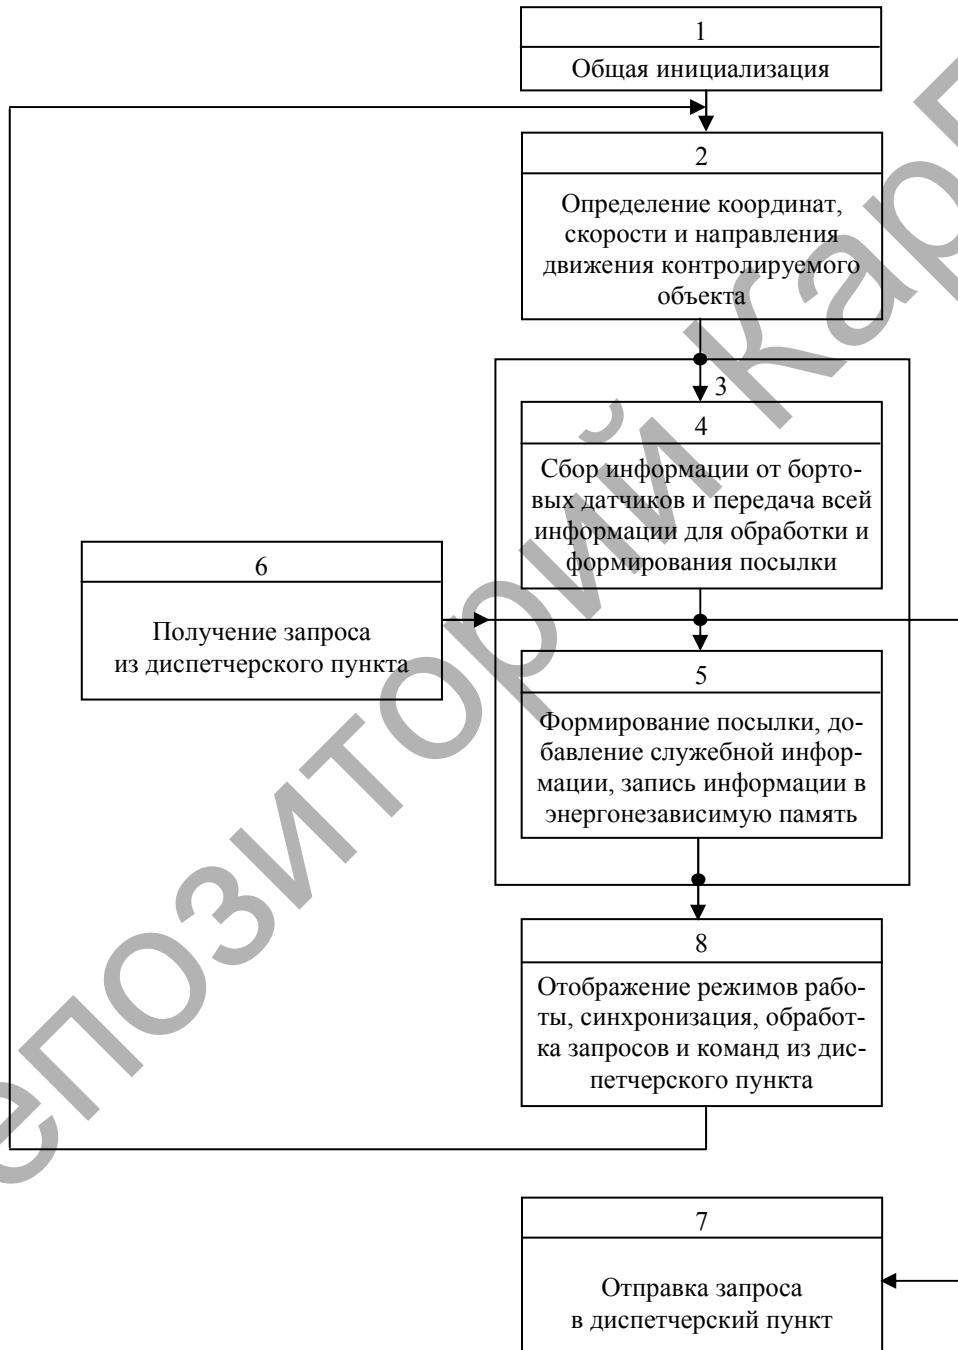 1
Общая инициализация
2
Определение координат,
скорости и направления
движения контролируемого
объекта
3
4
Сбор информации от борто-
вых датчиков и передача всей
информации для обработки и
формирования посылки
6
Получение запроса
из диспетчерского пункта
5
Формирование посылки, до-
бавление служебной инфор-
мации, запись информации в
энергонезависимую память
8
Отображение режимов рабо-
ты, синхронизация, обработ-
ка запросов и команд из дис-
петчерского пункта
7
Отправка запроса
в диспетчерский пункт
епозиторий Кар